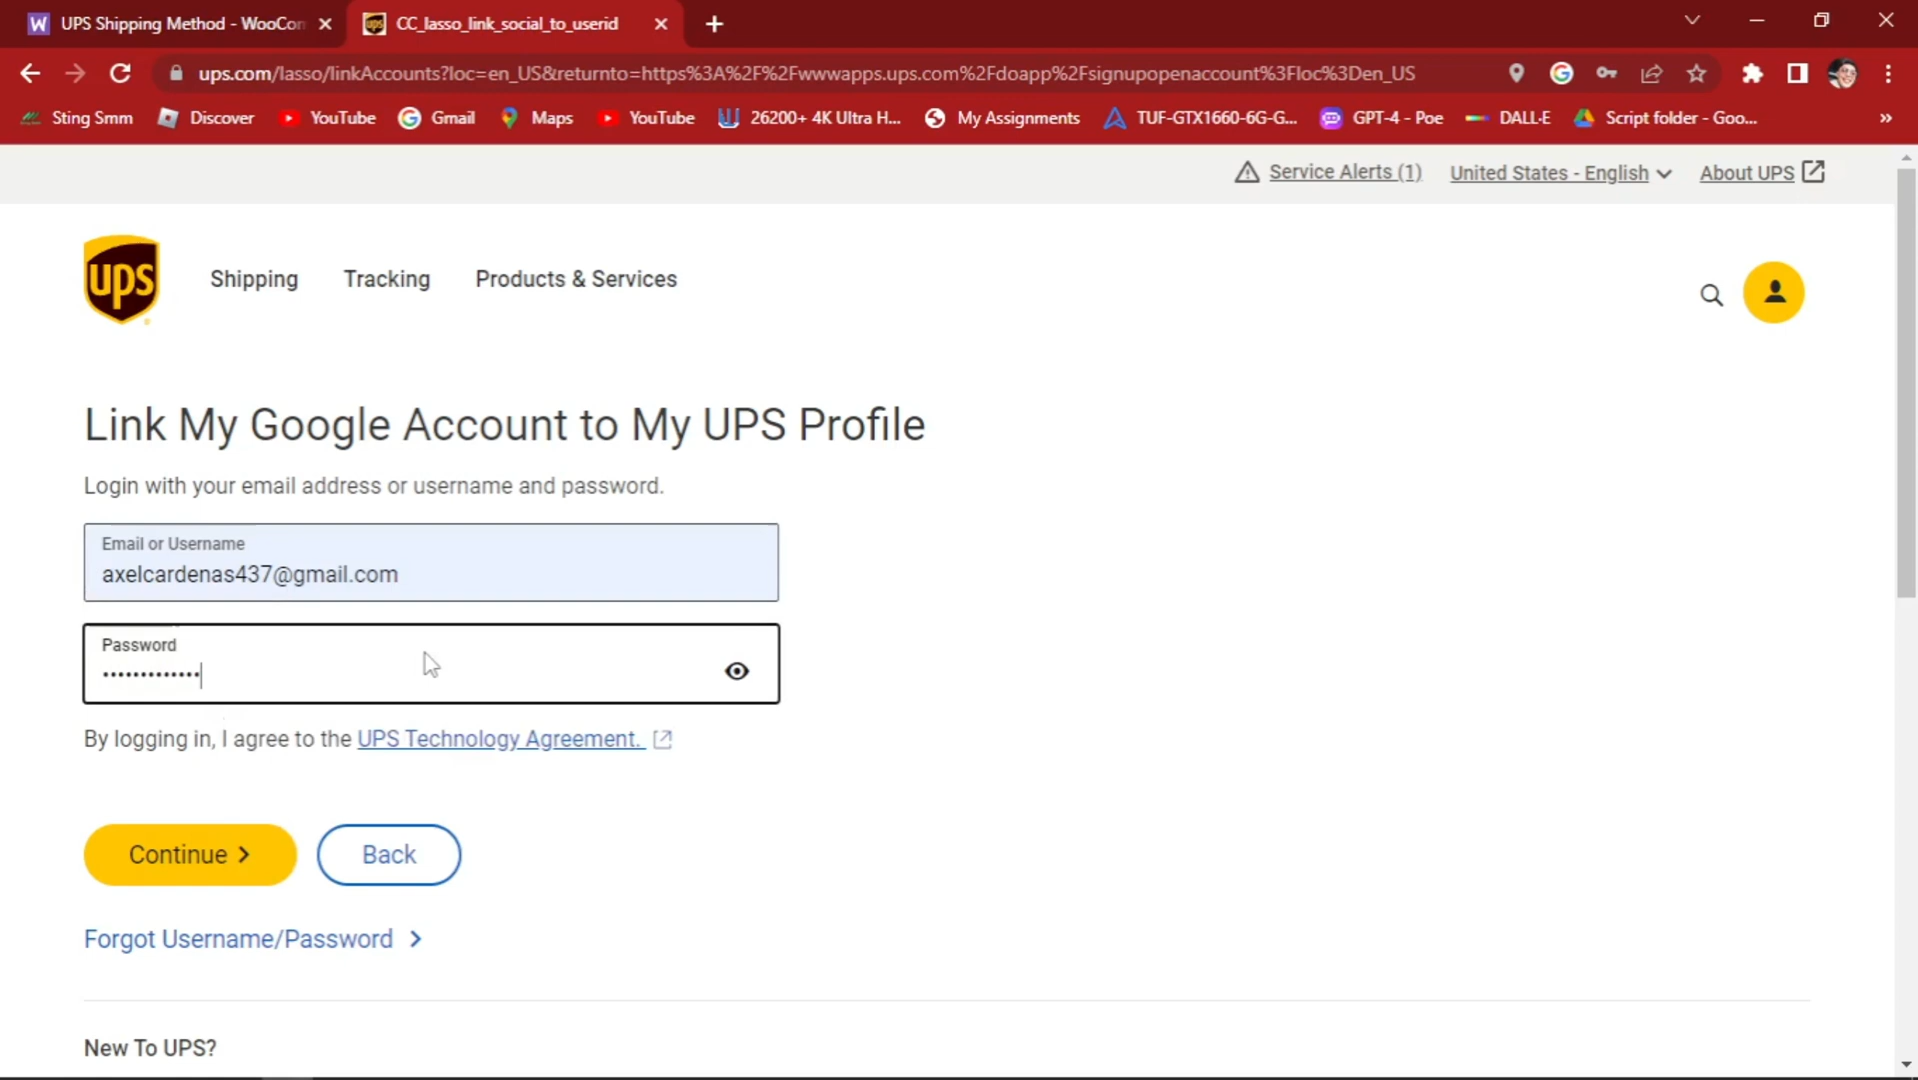 UPS Shipping Method - WooCom
CC_lasso_link_social_to_userid
ups.com/lasso/linkAccounts?loc=en_US&returnto=https%3A%2F%2Fwwwapps.ups.com%2Fdoapp%2Fsignupopenaccount%3Floc%3Den_US
Sting Smm Discover YouTube Gmail Maps YouTube 26200+ 4K Ultra H... My Assignments TUF-GTX1660-6G-G... GPT-4 - Poe DALL·E Script folder - Goo... »
Service Alerts (1) United States - English About UPS
ups Shipping Tracking Products & Services
Link My Google Account to My UPS Profile
Login with your email address or username and password.
Email or Username
axelcardenas437@gmail.com
Password
•••••••••••••
By logging in, I agree to the UPS Technology Agreement.
Continue
Back
Forgot Username/Password
New To UPS?